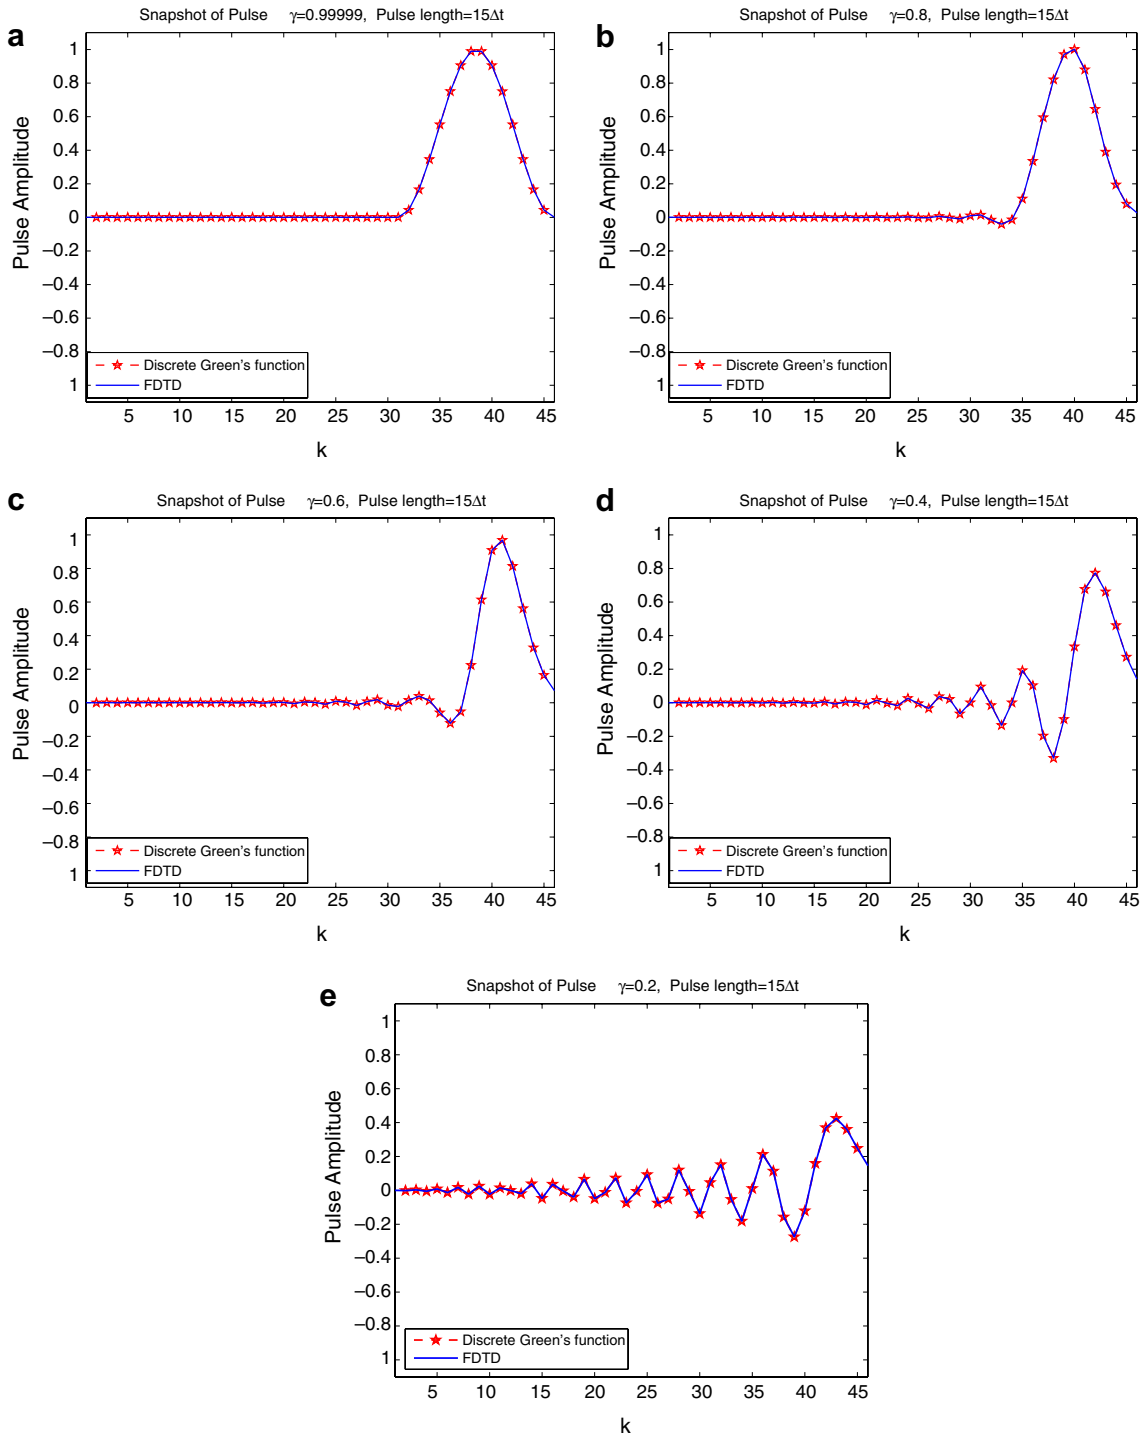 a
Snapshot of Pulse γ=0.99999, Pulse length=15Δt
Pulse Amplitude
1
0.8
0.6
0.4
0.2
0
−0.2
−0.4
−0.6
−0.8
1
Discrete Green's function
FDTD
5 10 15 20 25 30 35 40 45
k
b
Snapshot of Pulse γ=0.8, Pulse length=15Δt
Pulse Amplitude
1
0.8
0.6
0.4
0.2
0
−0.2
−0.4
−0.6
−0.8
1
Discrete Green's function
FDTD
5 10 15 20 25 30 35 40 45
k
c
Snapshot of Pulse γ=0.6, Pulse length=15Δt
Pulse Amplitude
1
0.8
0.6
0.4
0.2
0
−0.2
−0.4
−0.6
−0.8
1
Discrete Green's function
FDTD
5 10 15 20 25 30 35 40 45
k
d
Snapshot of Pulse γ=0.4, Pulse length=15Δt
Pulse Amplitude
1
0.8
0.6
0.4
0.2
0
−0.2
−0.4
−0.6
−0.8
1
Discrete Green's function
FDTD
5 10 15 20 25 30 35 40 45
k
e
Snapshot of Pulse γ=0.2, Pulse length=15Δt
Pulse Amplitude
1
0.8
0.6
0.4
0.2
0
−0.2
−0.4
−0.6
−0.8
1
Discrete Green's function
FDTD
5 10 15 20 25 30 35 40 45
k